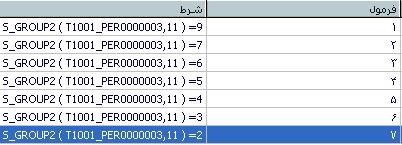 شرط فرمول
S_GROUP2 ( T1001_PER0000003,11 ) =9 ۱
S_GROUP2 ( T1001_PER0000003,11 ) =7 ۲
S_GROUP2 ( T1001_PER0000003,11 ) =6 ۳
S_GROUP2 ( T1001_PER0000003,11 ) =5 ۴
S_GROUP2 ( T1001_PER0000003,11 ) =4 ۵
S_GROUP2 ( T1001_PER0000003,11 ) =3 ۶
S_GROUP2 ( T1001_PER0000003,11 ) =2 ۷